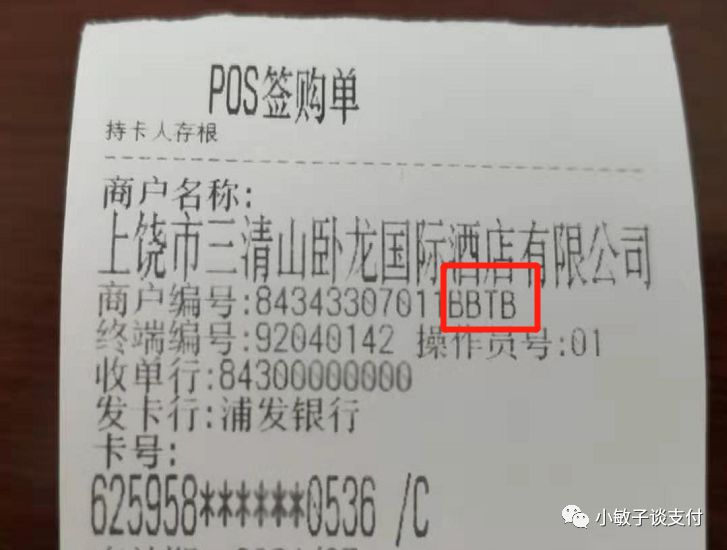 POS签购单
持卡人存根
商户名称:
上饶市三清山卧龙国际酒店有限公司
商户编号:84343307011BBTB
终端编号:92040142 操作员号:01
收单行:84300000000
发卡行:浦发银行
卡号:
625958******0536 /C
小敏子谈支付